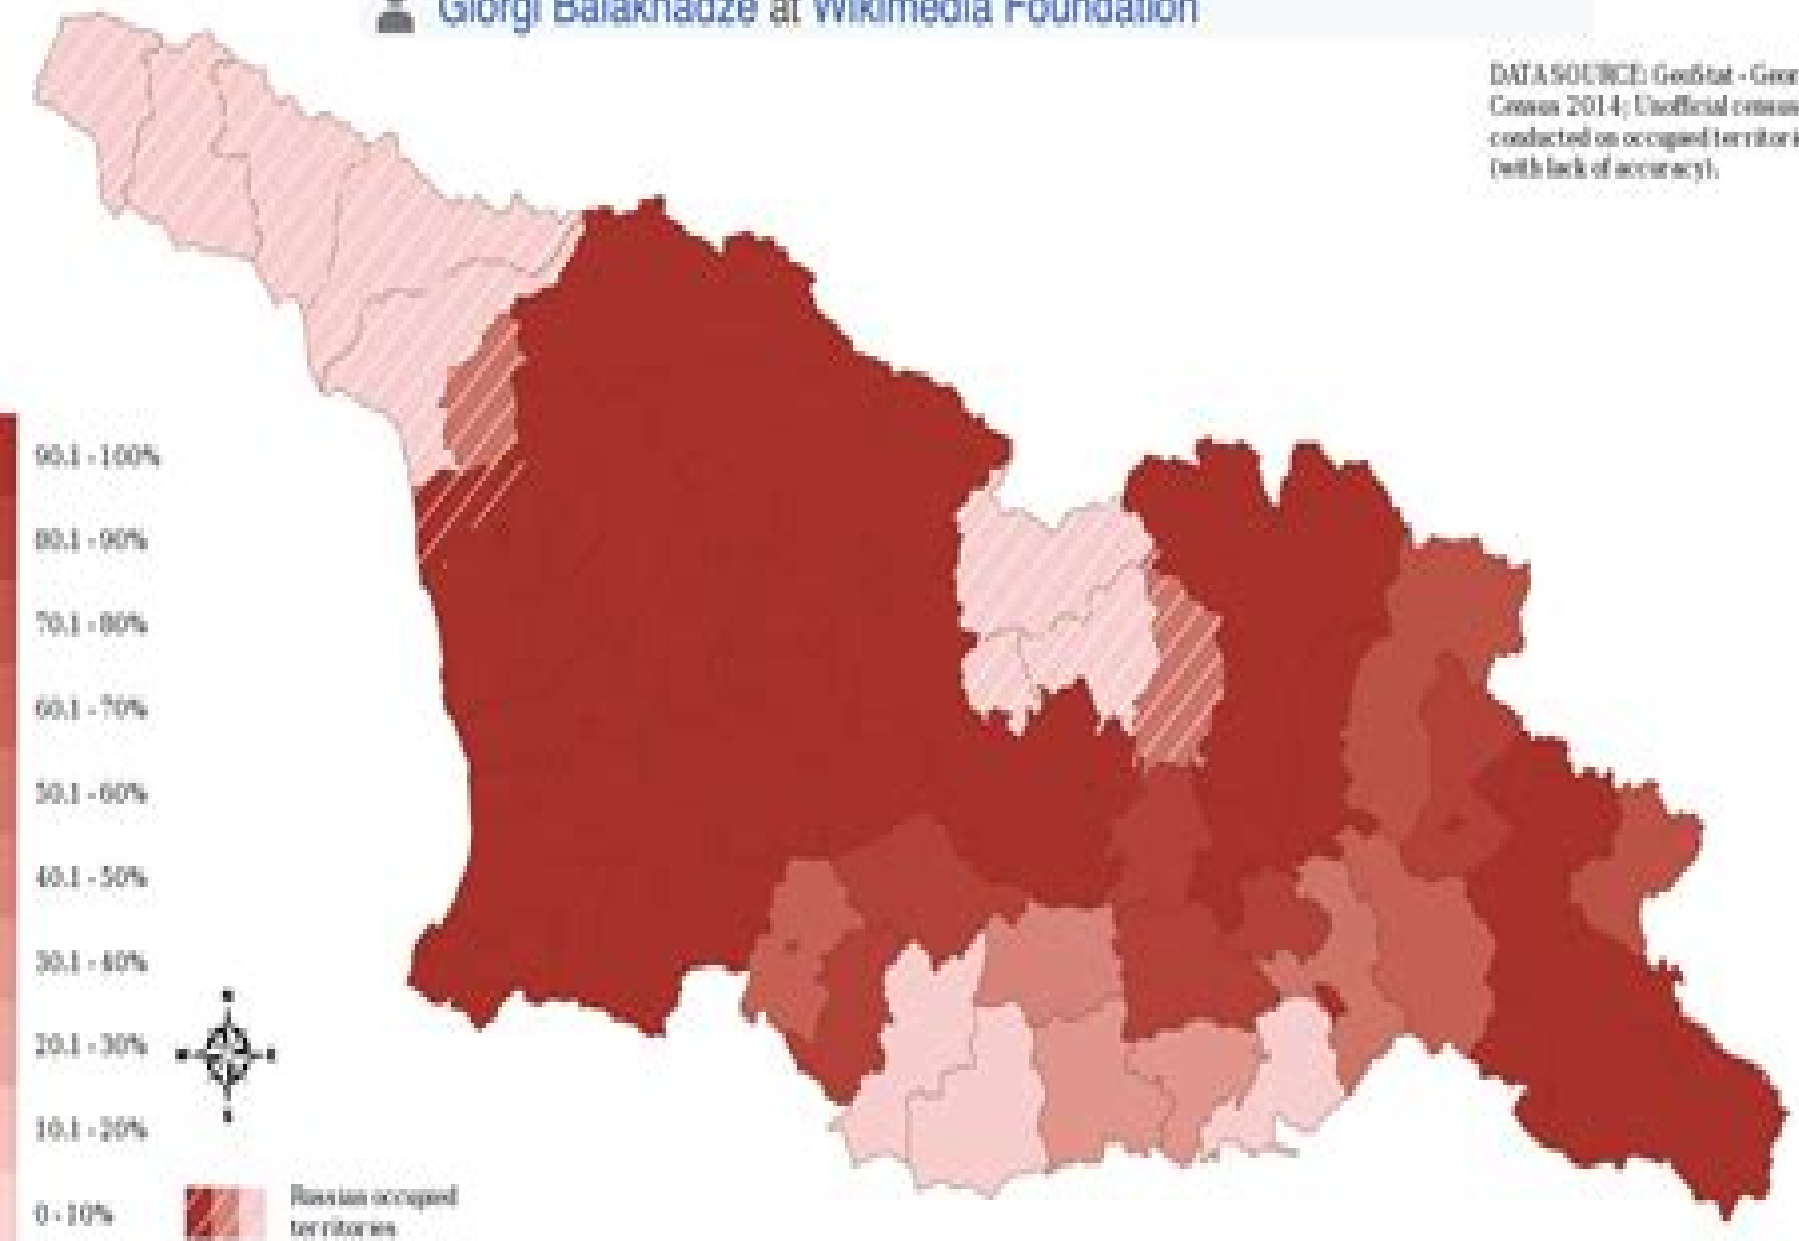 Giorgi Balakhadze at Wikimedia Foundation
DATA SOURCE: GeoStat - Geor
Census 2014; Unofficial census
conducted on occupied territori
(with lack of accuracy).
90.1 - 100%
80.1 - 90%
70.1 - 80%
60.1 - 70%
50.1 - 60%
40.1 - 50%
30.1 - 40%
20.1 - 30%
10.1 - 20%
0 - 10%
Russian occupied
territories